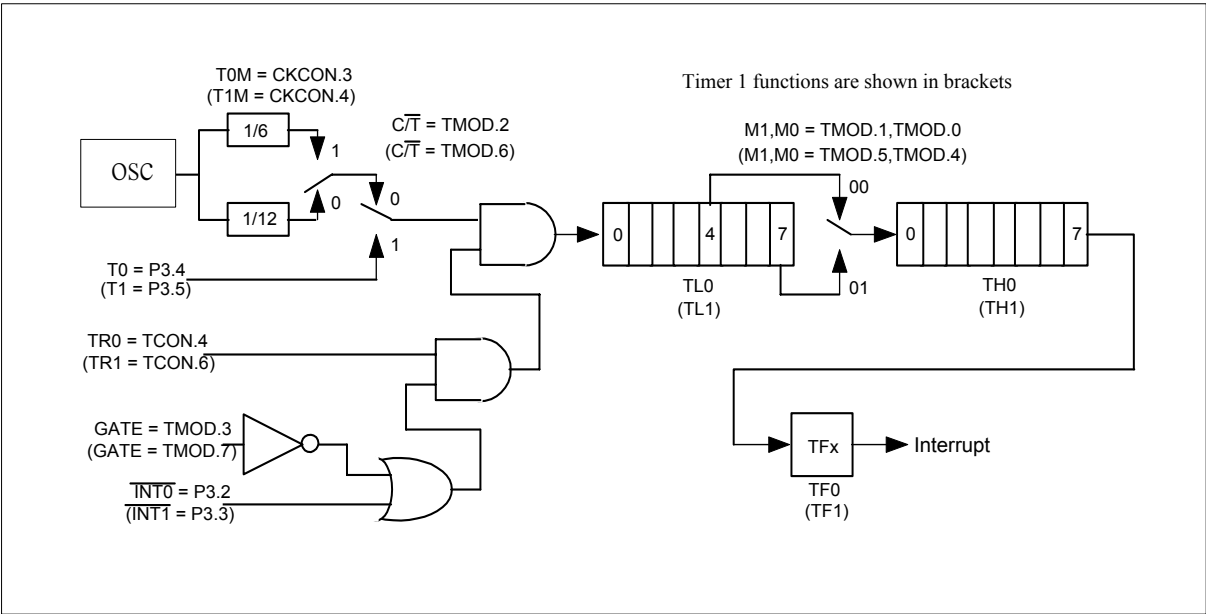 T0M = CKCON.3
(T1M = CKCON.4)
Timer 1 functions are shown in brackets
1/6
C/T̅ = TMOD.2
(C/T̅ = TMOD.6)
M1,M0 = TMOD.1,TMOD.0
(M1,M0 = TMOD.5,TMOD.4)
OSC
1
0
1/12
0
1
00
0 4 7
0 7
01
T0 = P3.4
(T1 = P3.5)
TL0
(TL1)
TH0
(TH1)
TR0 = TCON.4
(TR1 = TCON.6)
GATE = TMOD.3
(GATE = TMOD.7)
TFx
Interrupt
TF0
(TF1)
I̅N̅T̅0̅ = P3.2
(I̅N̅T̅1̅ = P3.3)